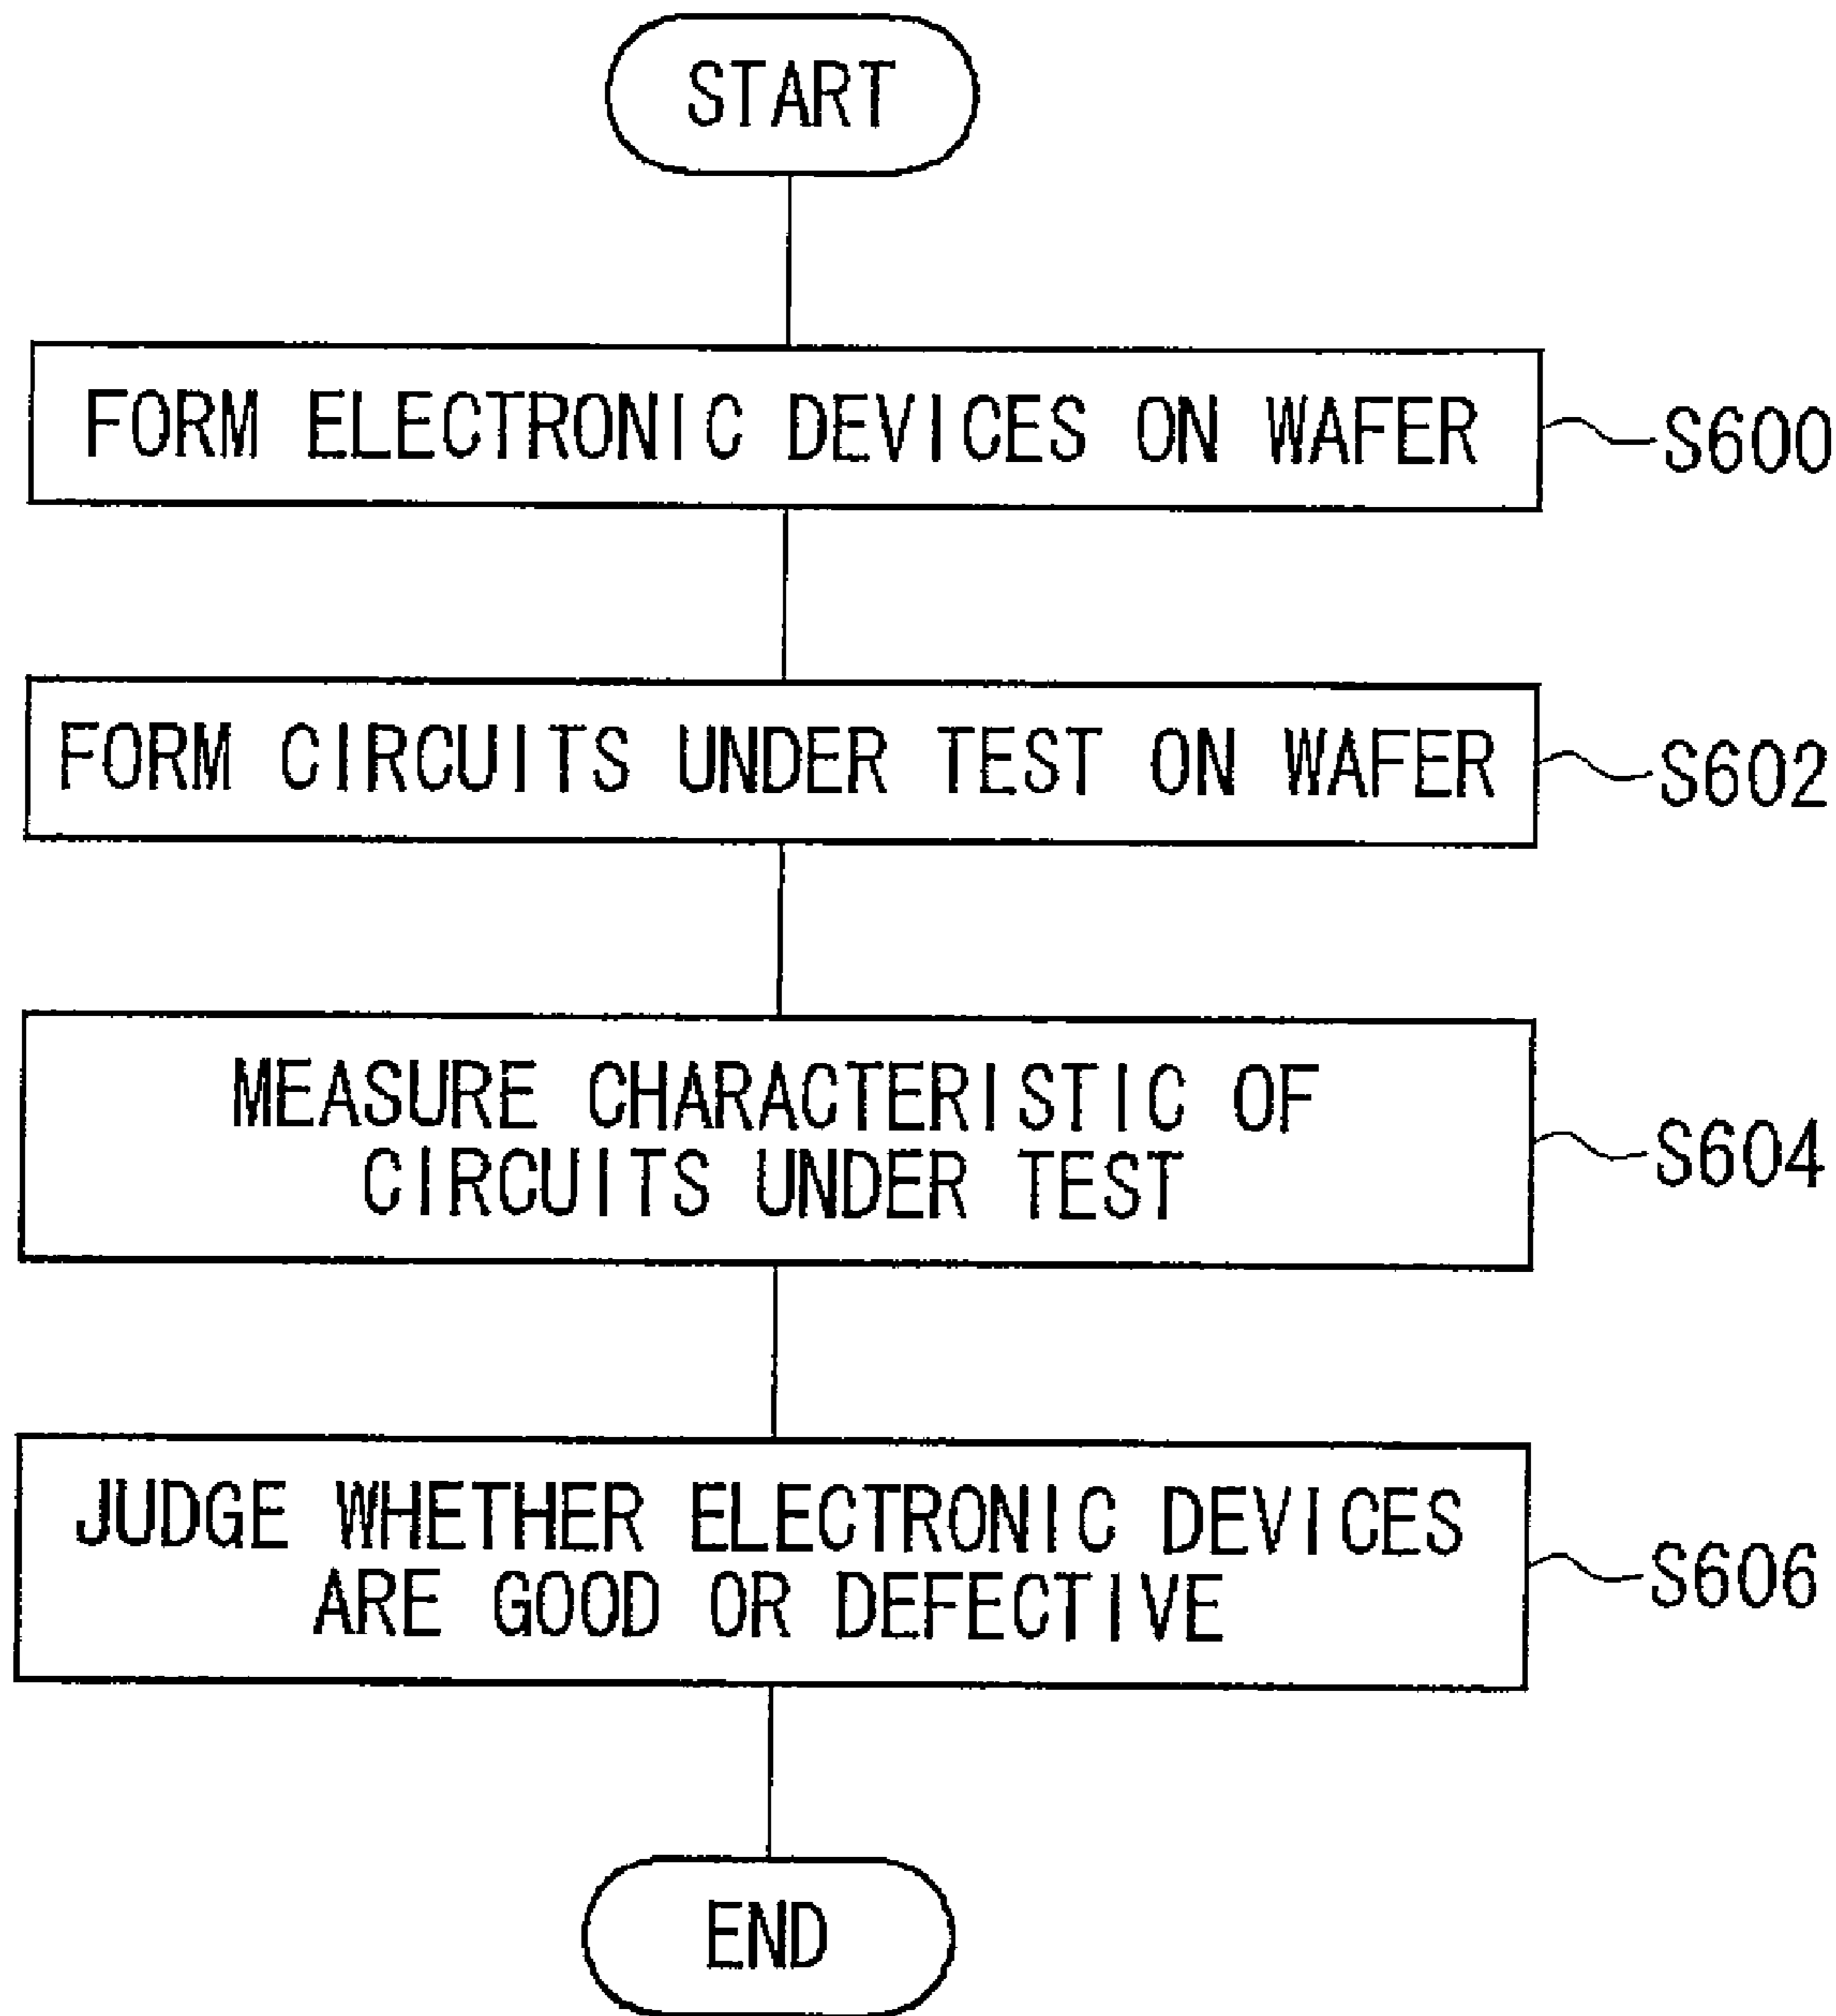 START
FORM ELECTRONIC DEVICES ON WAFER
S600
FORM CIRCUITS UNDER TEST ON WAFER
S602
MEASURE CHARACTERISTIC OF
CIRCUITS UNDER TEST
S604
JUDGE WHETHER ELECTRONIC DEVICES
ARE GOOD OR DEFECTIVE
S606
END